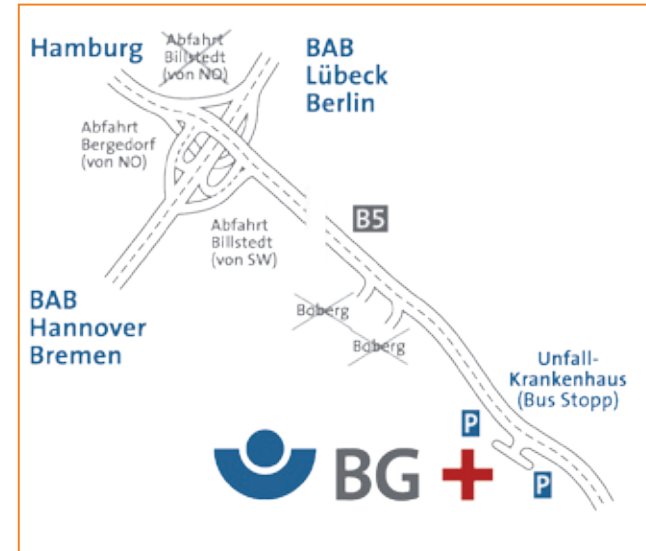 Hamburg
Abfahrt
Billstedt
(von NO)
BAB
Lübeck
Berlin
Abfahrt
Bergedorf
(von NO)
Abfahrt
Billstedt
(von SW)
B5
BAB
Hannover
Bremen
Boberg
Boberg
Unfall-
Krankenhaus
(Bus Stopp)
P
P
BG